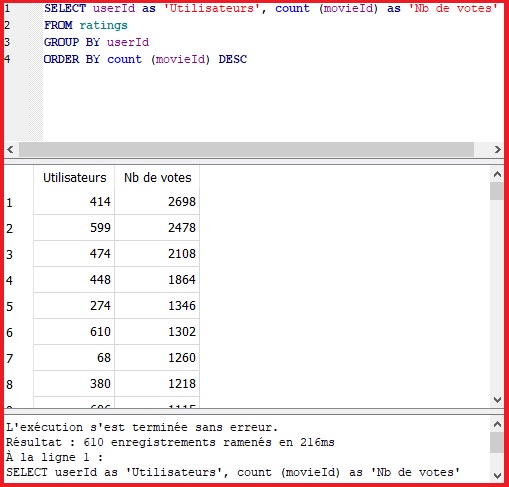 1 SELECT userId as 'Utilisateurs', count (movieId) as 'Nb de votes'
2 FROM ratings
3 GROUP BY userId
4 ORDER BY count (movieId) DESC
Utilisateurs Nb de votes
1 414 2698
2 599 2478
3 474 2108
4 448 1864
5 274 1346
6 610 1302
7 68 1260
8 380 1218
L'exécution s'est terminée sans erreur.
Résultat : 610 enregistrements ramenés en 216ms
À la ligne 1 :
SELECT userId as 'Utilisateurs', count (movieId) as 'Nb de votes'